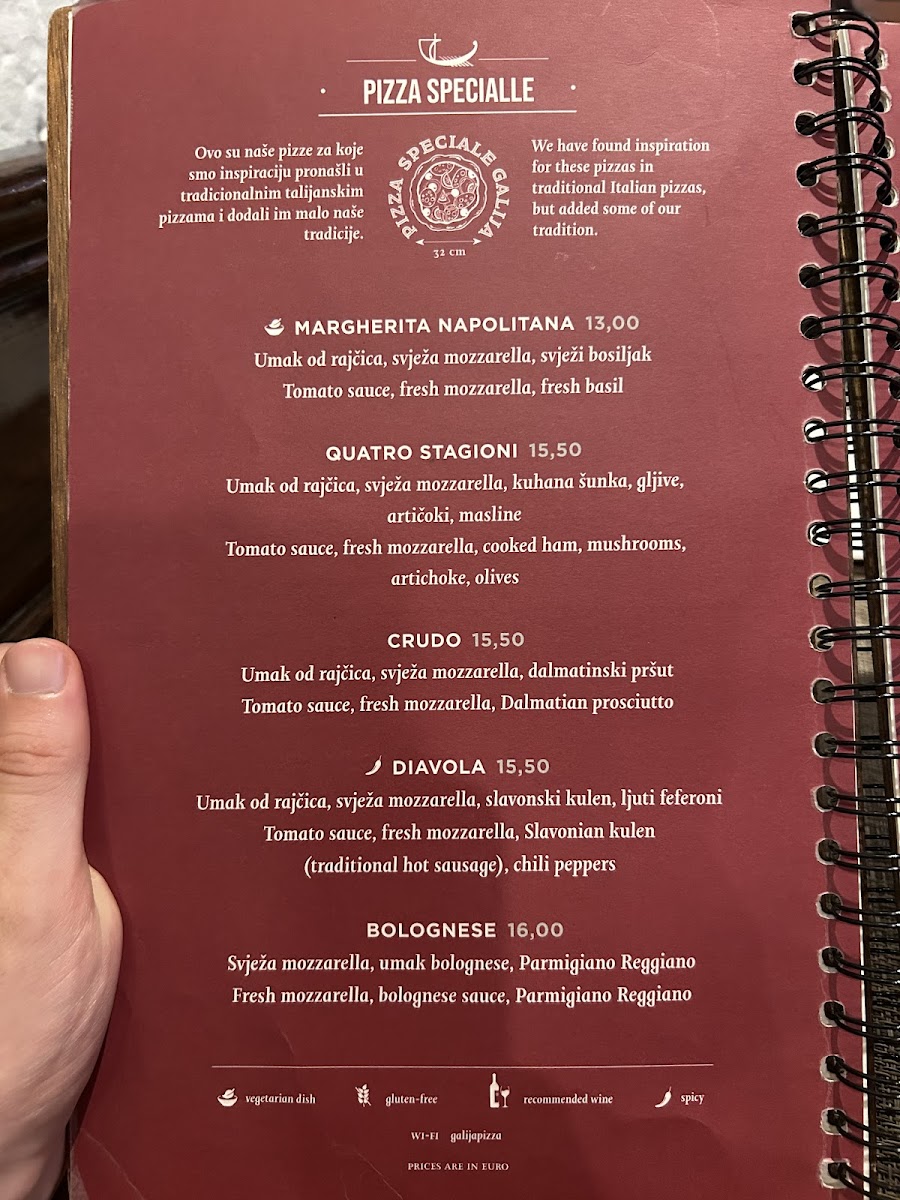 PIZZA SPECIALLE
Ovo su naše pizze za koje
smo inspiraciju pronašli u
tradicionalnim talijanskim
pizzama i dodali im malo naše
tradicije.
PIZZA SPECIALE GALIJA
32 cm
We have found inspiration
for these pizzas in
traditional Italian pizzas,
but added some of our
tradition.
MARGHERITA NAPOLITANA 13,00
Umak od rajčica, svježa mozzarella, svježi bosiljak
Tomato sauce, fresh mozzarella, fresh basil
QUATRO STAGIONI 15,50
Umak od rajčica, svježa mozzarella, kuhana šunka, gljive,
artičoki, masline
Tomato sauce, fresh mozzarella, cooked ham, mushrooms,
artichoke, olives
CRUDO 15,50
Umak od rajčica, svježa mozzarella, dalmatinski pršut
Tomato sauce, fresh mozzarella, Dalmatian prosciutto
DIAVOLA 15,50
Umak od rajčica, svježa mozzarella, slavonski kulen, ljuti feferoni
Tomato sauce, fresh mozzarella, Slavonian kulen
(traditional hot sausage), chili peppers
BOLOGNESE 16,00
Svježa mozzarella, umak bolognese, Parmigiano Reggiano
Fresh mozzarella, bolognese sauce, Parmigiano Reggiano
vegetarian dish gluten-free recommended wine spicy
WI-FI galijapizza
PRICES ARE IN EURO